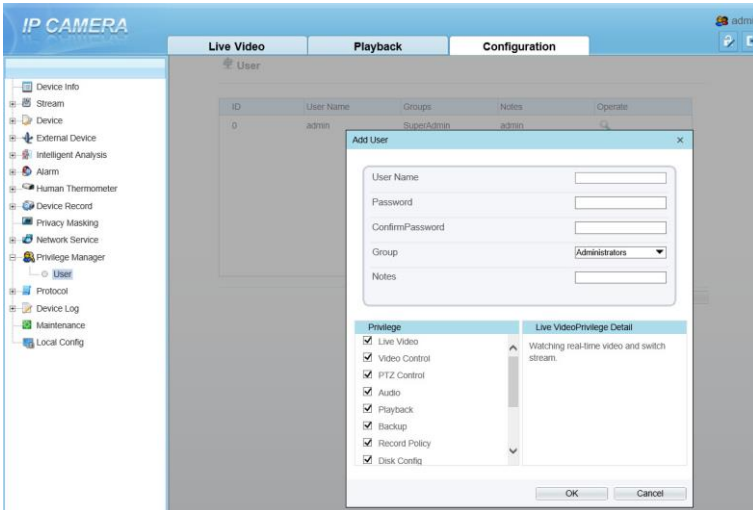 IP CAMERA
admi
Live Video Playback Configuration
User
Device Info
Stream
Device
External Device
Intelligent Analysis
Alarm
Human Thermometer
Device Record
Privacy Masking
Network Service
Privilege Manager
User
Protocol
Device Log
Maintenance
Local Config
ID User Name Groups Notes Operate
0 admin SuperAdmin admin
Add User
User Name
Password
ConfirmPassword
Group Administrators
Notes
Privilege
Live Video
Video Control
PTZ Control
Audio
Playback
Backup
Record Policy
Disk Config
Live VideoPrivilege Detail
Watching real-time video and switch
stream.
OK Cancel